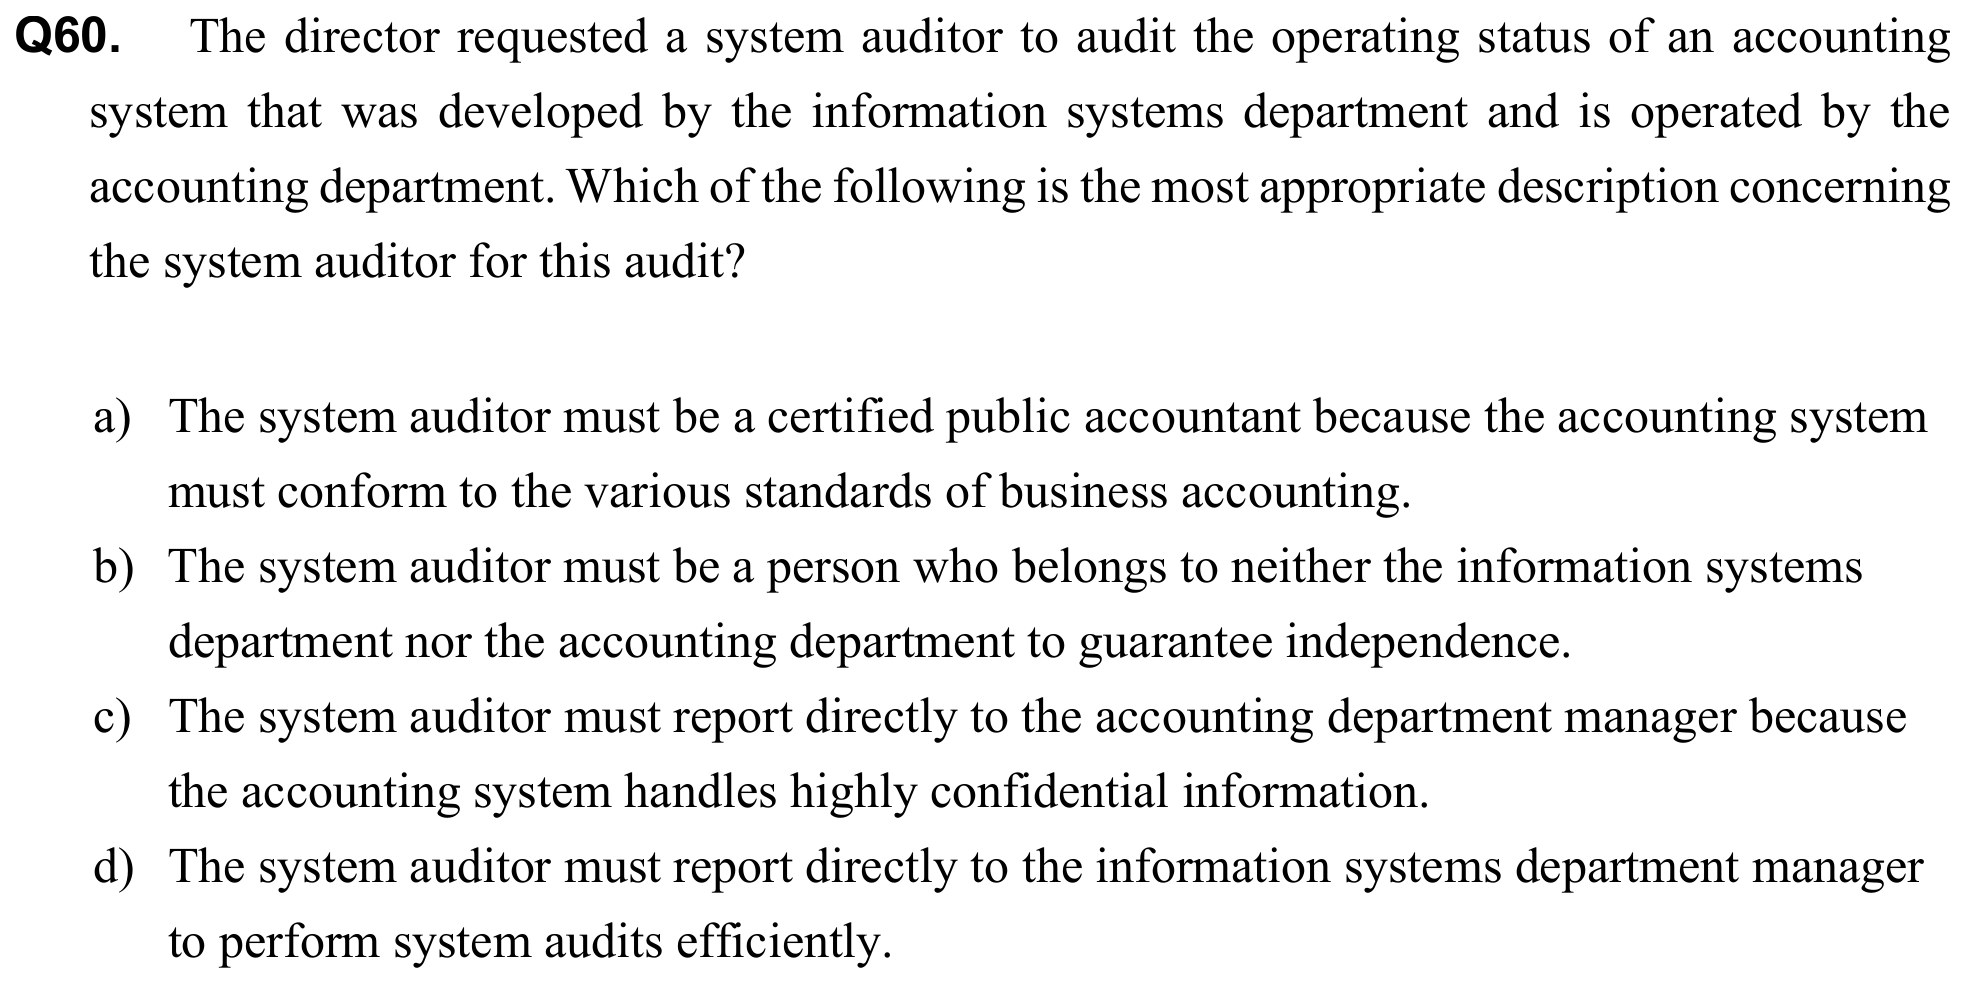 Q60. The director requested a system auditor to audit the operating status of an accounting
system that was developed by the information systems department and is operated by the
accounting department. Which of the following is the most appropriate description concerning
the system auditor for this audit?
a) The system auditor must be a certified public accountant because the accounting system
must conform to the various standards of business accounting.
b) The system auditor must be a person who belongs to neither the information systems
department nor the accounting department to guarantee independence.
c) The system auditor must report directly to the accounting department manager because
the accounting system handles highly confidential information.
d) The system auditor must report directly to the information systems department manager
to perform system audits efficiently.